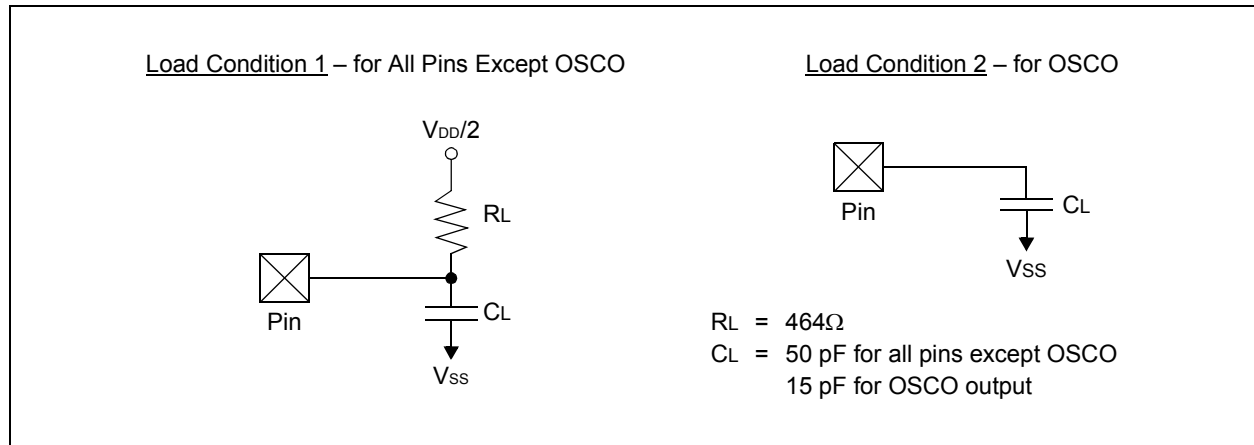 Load Condition 1 – for All Pins Except OSCO
VDD/2
RL
Pin
CL
VSS
Load Condition 2 – for OSCO
Pin
CL
VSS
RL = 464Ω
CL = 50 pF for all pins except OSCO
15 pF for OSCO output